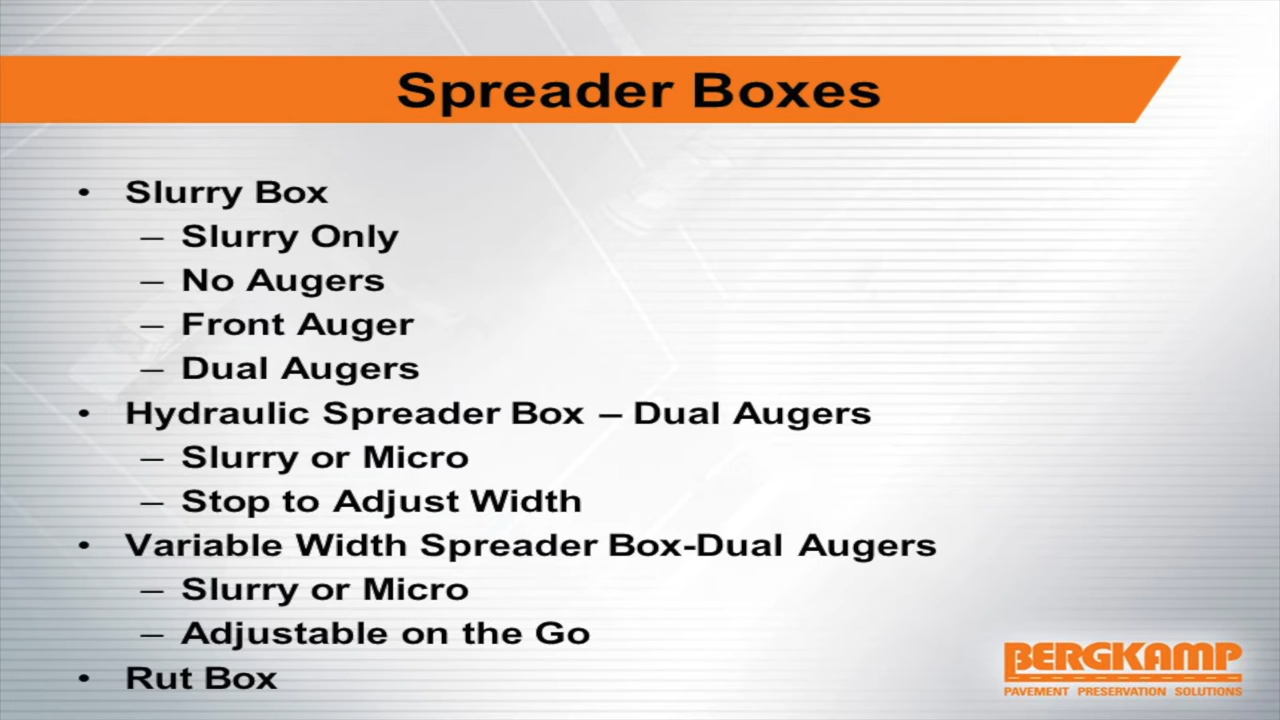 Spreader Boxes
• Slurry Box
– Slurry Only
– No Augers
– Front Auger
– Dual Augers
• Hydraulic Spreader Box – Dual Augers
– Slurry or Micro
– Stop to Adjust Width
• Variable Width Spreader Box-Dual Augers
– Slurry or Micro
– Adjustable on the Go
• Rut Box
BERGKAMP
PAVEMENT PRESERVATION SOLUTIONS